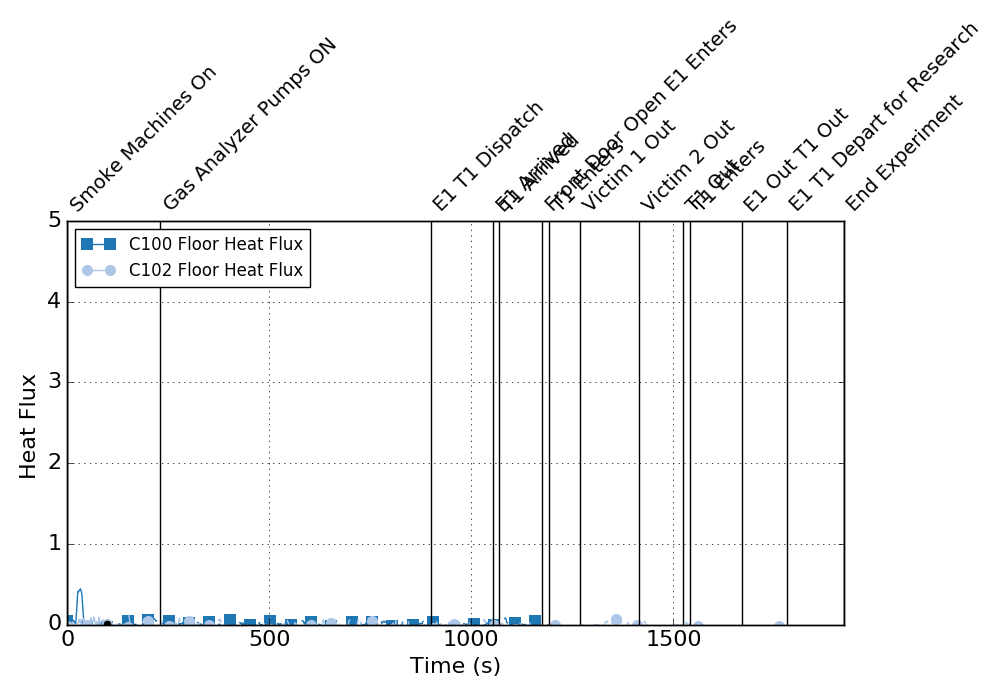 Smoke Machines On
Gas Analyzer Pumps ON
E1 T1 Dispatch
E1 Arrived
T1 Arrived
Front Door Open E1 Enters
T1 Enters
Victim 1 Out
Victim 2 Out
T1 Out
T1 Enters
E1 Out T1 Out
E1 T1 Depart for Research
End Experiment
C100 Floor Heat Flux
C102 Floor Heat Flux
Heat Flux
5
4
3
2
1
0
0 500 1000 1500
Time (s)